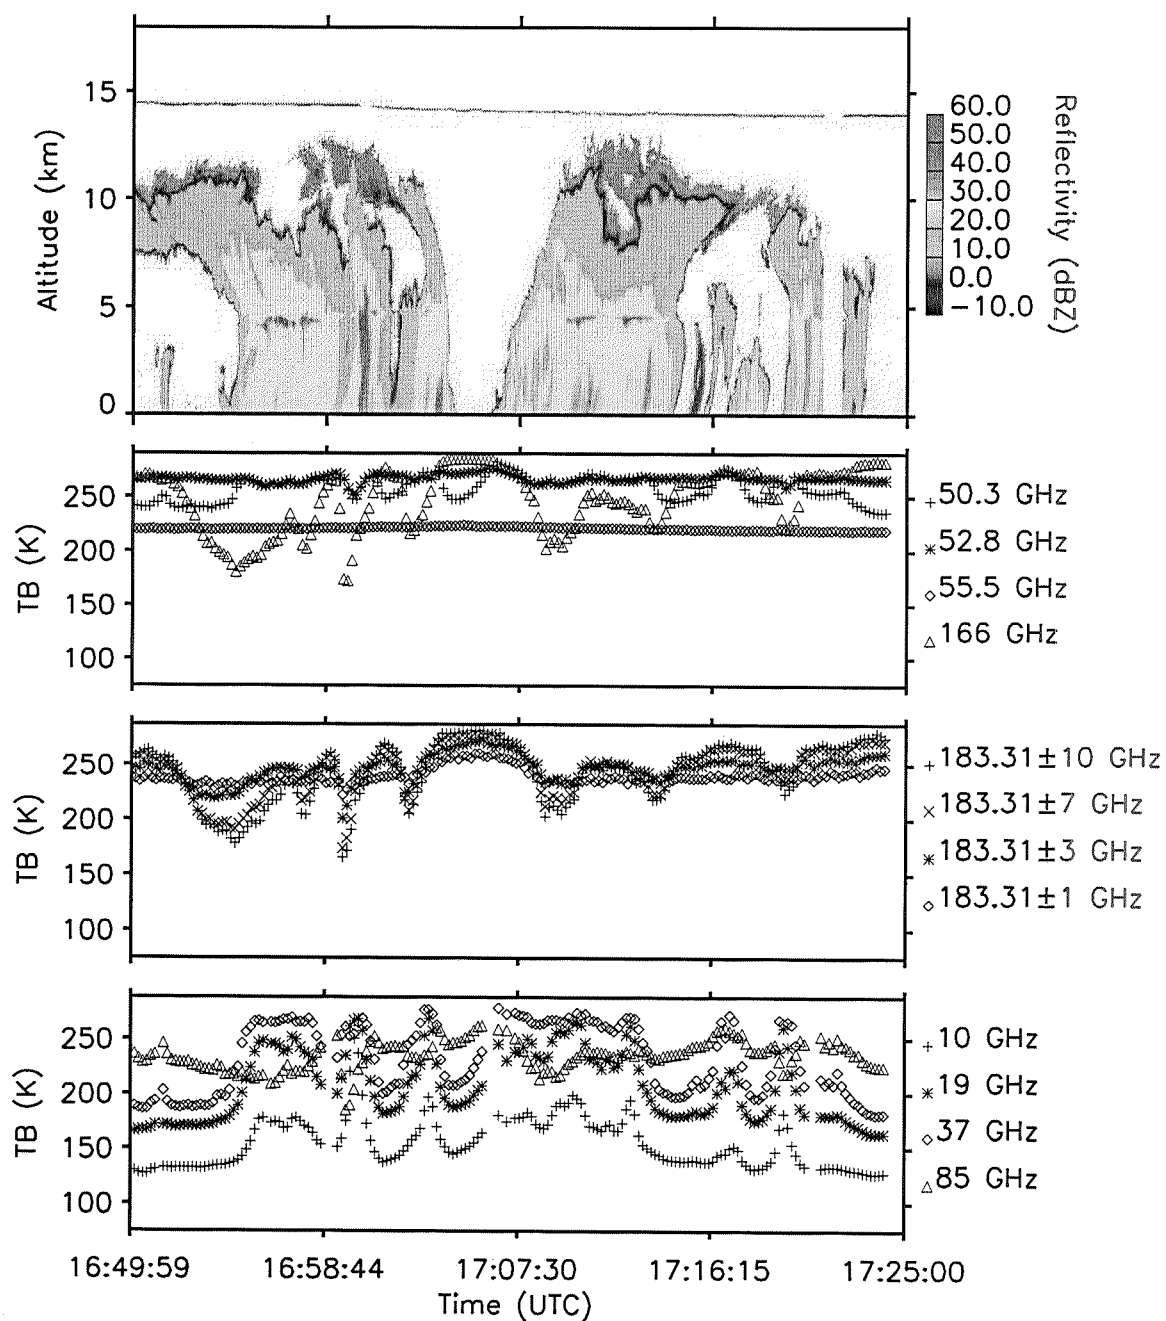 15
10
5
0
Altitude (km)
60.0
50.0
40.0
30.0
20.0
10.0
0.0
−10.0
Reflectivity (dBZ)
250
200
150
100
TB (K)
50.3 GHz
52.8 GHz
55.5 GHz
166 GHz
250
200
150
100
TB (K)
183.31±10 GHz
183.31±7 GHz
183.31±3 GHz
183.31±1 GHz
250
200
150
100
TB (K)
10 GHz
19 GHz
37 GHz
85 GHz
16:49:59 16:58:44 17:07:30 17:16:15 17:25:00
Time (UTC)